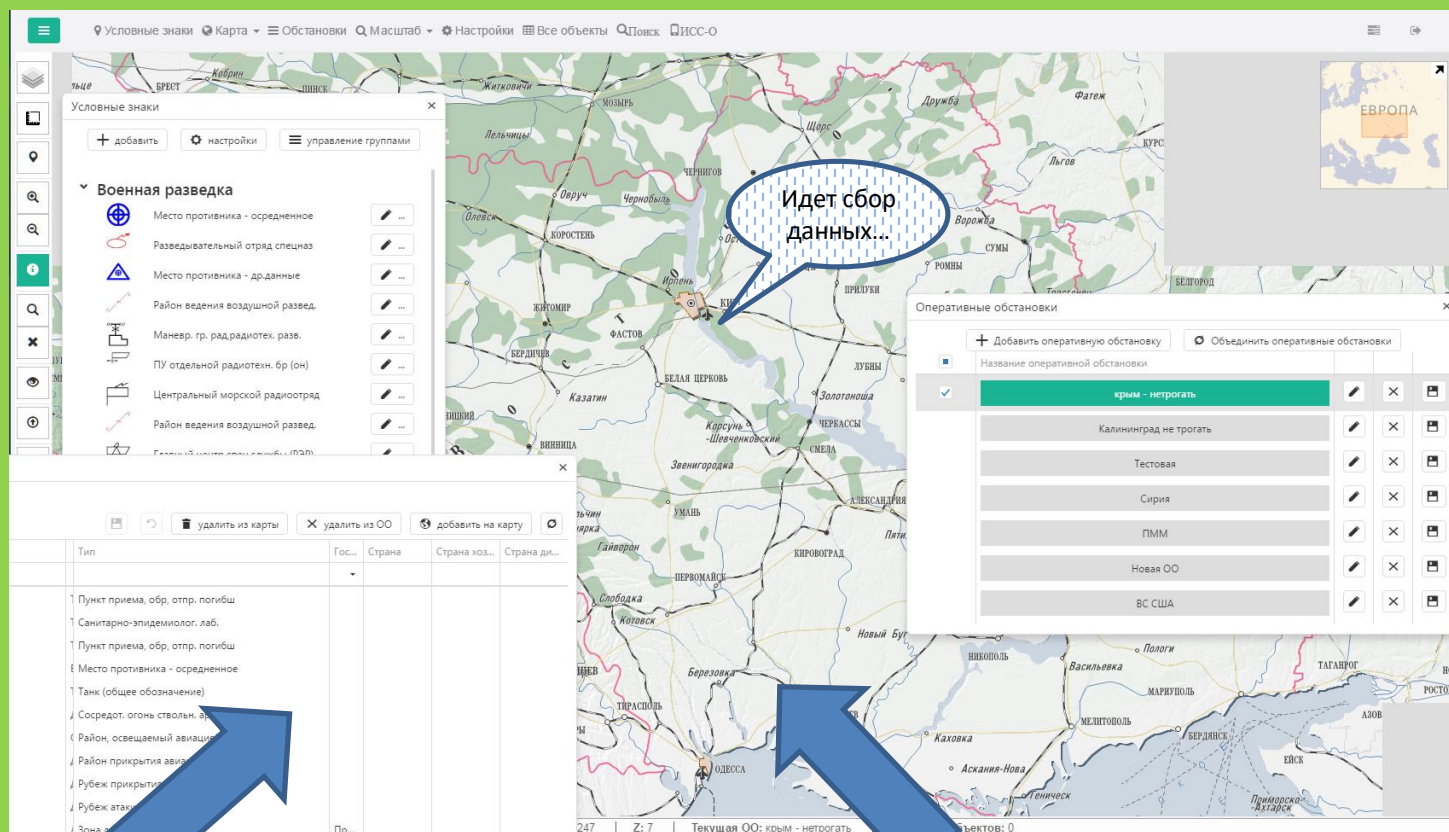 Условные знаки Карта Обстановки Масштаб Настройки Все объекты Поиск ИСС-О
Условные знаки
добавить настройки управление группами
Военная разведка
Место противника - осредненное
Разведывательный отряд спецназ
Место противника - др.данные
Район ведения воздушной развед.
Маневр. гр. рад,радиотех. разв.
ПУ отдельной радиотехн. бр (он)
Центральный морской радиоотряд
Район ведения воздушной развед.
удалить из карты удалить из ОО добавить на карту
Тип Гос... Страна Страна хоз... Страна ди...
Пункт приема, обр, отпр. погибш
Санитарно-эпидемиолог. лаб.
Пункт приема, обр, отпр. погибш
Место противника - осредненное
Танк (общее обозначение)
Сосредот. огонь ствольн.
Район, освещаемый
Район прикрытия
Рубеж прикрытия
Рубеж
Зона
Пр...
Идет сбор
данных...
Оперативные обстановки
Добавить оперативную обстановку Объединить оперативные обстановки
Название оперативной обстановки
крым - нетрогать
Калининград не трогать
Тестовая
Сирия
ПММ
Новая ОО
ВС США
ЕВРОПА
БРЕСТ
Кобрин
ПИНСК
Житковичи
МОЗЫРЬ
Лельчицы
Дружба
Фатеж
Щорс
Льгов
ЧЕРНИГОВ
Овруч
Чернобыль
Олевск
КОРОСТЕНЬ
Ворожба
СУМЫ
РОМНЫ
БЕЛГОРОД
Ирпень
ПРИЛУКИ
ЖИТОМИР
ФАСТОВ
БЕРДИЧЕВ
ЛУБНЫ
БЕЛАЯ ЦЕРКОВЬ
Казатин
Золотоноша
Корсунь
-Шевченковский
ЧЕРКАССЫ
ВИННИЦА
СМЕЛА
Звенигородка
АЛЕКСАНДРИЯ
УМАНЬ
Гайворон
КИРОВОГРАД
ПЕРВОМАЙСК
Слободка
Котовск
Новый Буг
НИКОПОЛЬ
Пологи
Васильевка
ТАГАНРОГ
Березовка
МАРИУПОЛЬ
ТИРАСПОЛЬ
МЕЛИТОПОЛЬ
АЗОВ
БЕРДЯНСК
Каховка
ОДЕССА
ЕЙСК
Аскания-Нова
Геническ
Приморско-
Ахтарск
247 | Z: 7 | Текущая ОО: крым - нетрогать
объектов: 0